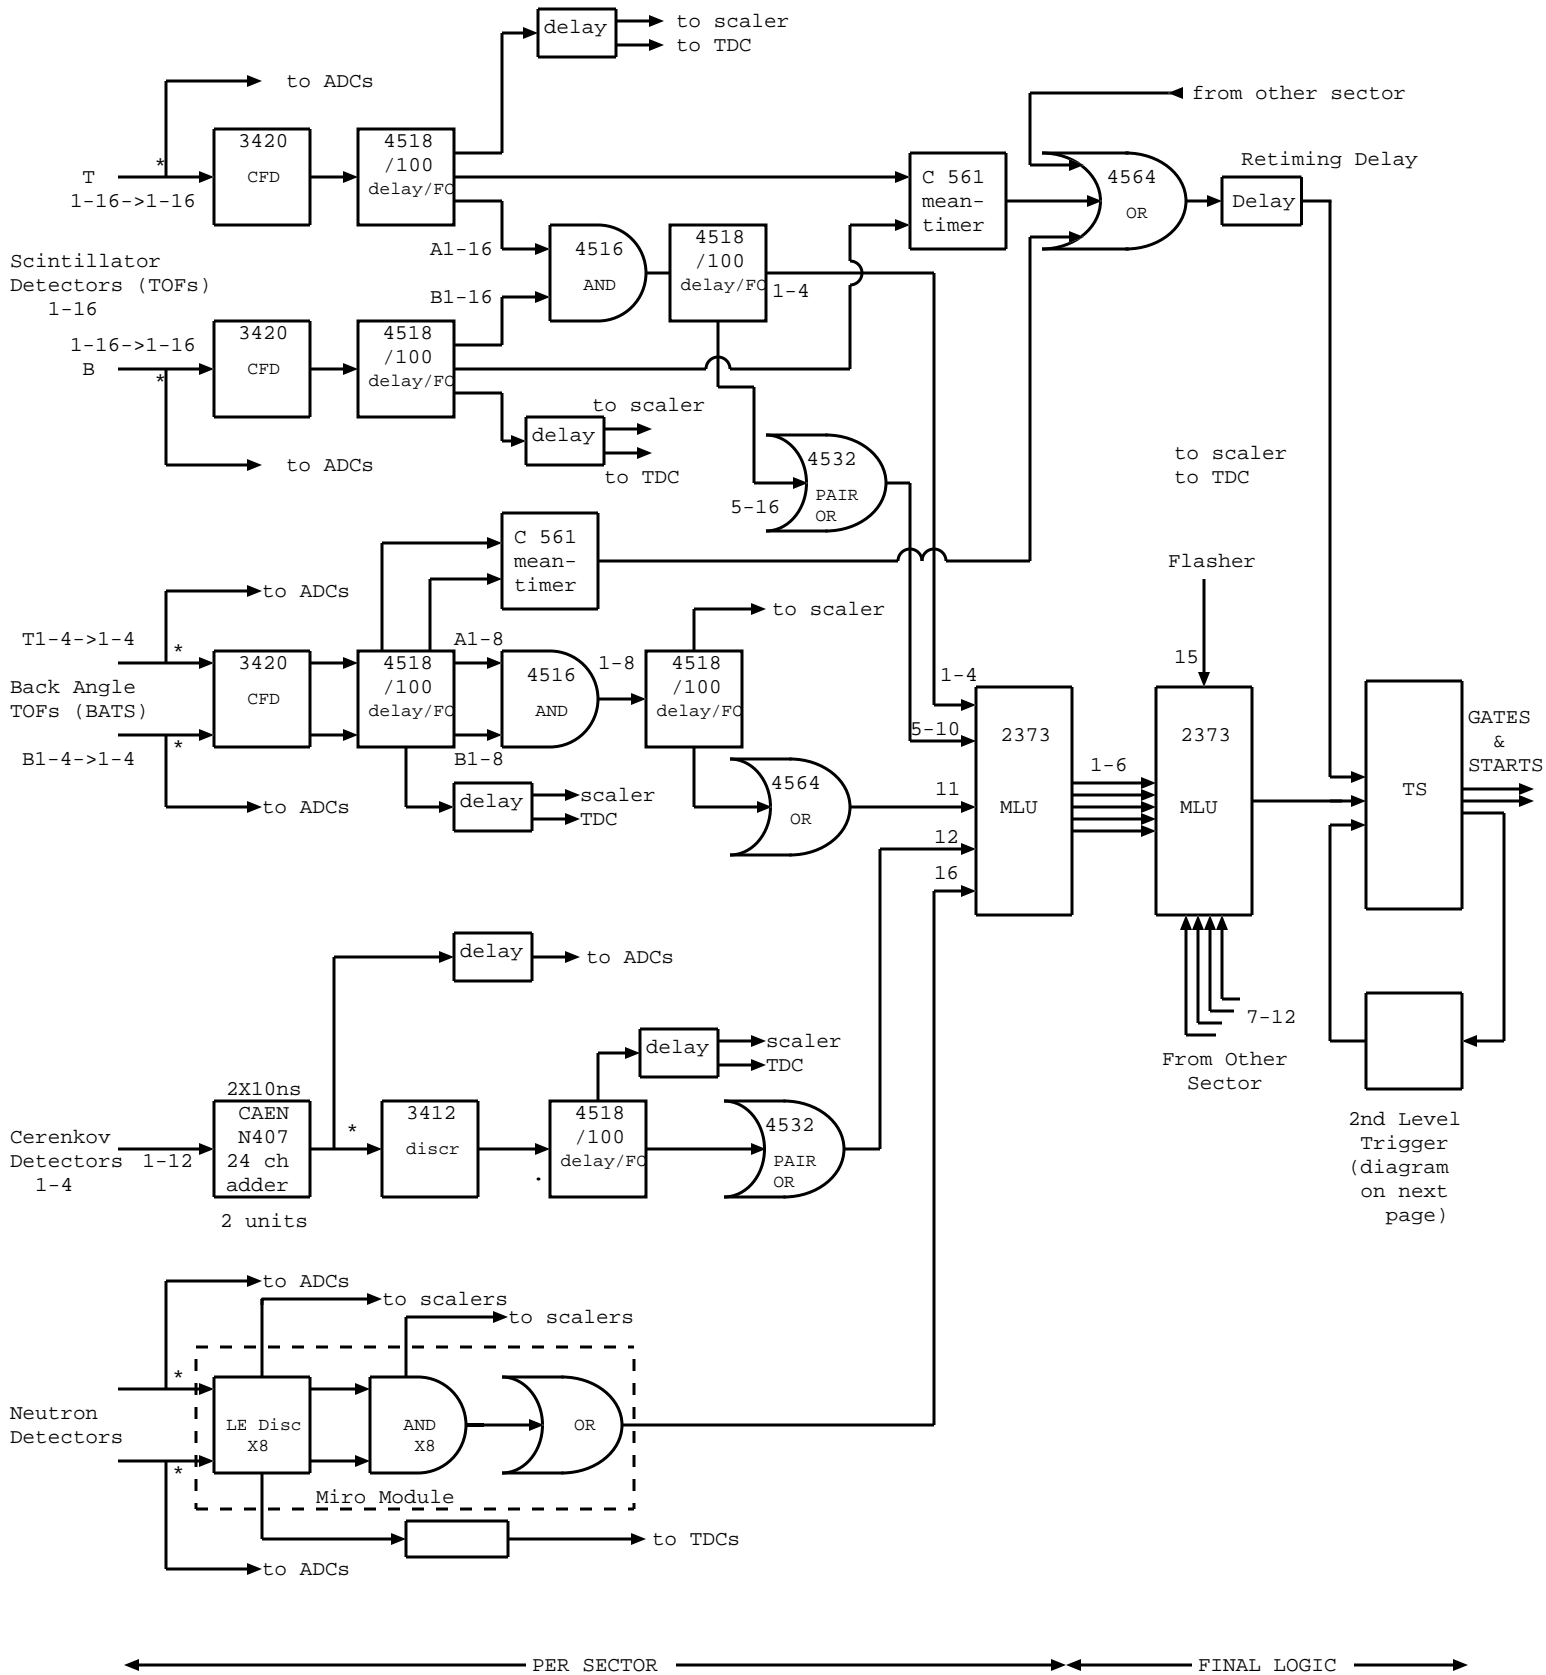 delay
to scaler
to TDC
to ADCs
from other sector
3420
CFD
4518
/100
delay/FO
*
T
1-16->1-16
C 561
mean-
timer
4564
OR
Retiming Delay
Delay
A1-16
B1-16
4516
AND
4518
/100
delay/FO
1-4
Scintillator
Detectors (TOFs)
1-16
1-16->1-16
B
*
3420
CFD
4518
/100
delay/FO
to scaler
delay
to TDC
to ADCs
4532
PAIR
OR
5-16
to scaler
to TDC
C 561
mean-
timer
Flasher
15
to ADCs
T1-4->1-4
*
Back Angle
TOFs (BATS)
*
B1-4->1-4
to ADCs
3420
CFD
4518
/100
delay/FO
A1-8
B1-8
4516
AND
1-8
to scaler
4518
/100
delay/FO
delay
scaler
TDC
4564
OR
1-4
5-10
11
12
16
2373
MLU
1-6
2373
MLU
TS
GATES
&
STARTS
7-12
From Other
Sector
2nd Level
Trigger
(diagram
on next
page)
delay
to ADCs
delay
scaler
TDC
2X10ns
CAEN
N407
24 ch
adder
2 units
Cerenkov
Detectors
1-4
1-12
*
3412
discr
4518
/100
delay/FO
.
4532
PAIR
OR
to ADCs
to scalers
to scalers
*
Neutron
Detectors
*
LE Disc
X8
AND
X8
OR
Miro Module
to TDCs
to ADCs
PER SECTOR
FINAL LOGIC